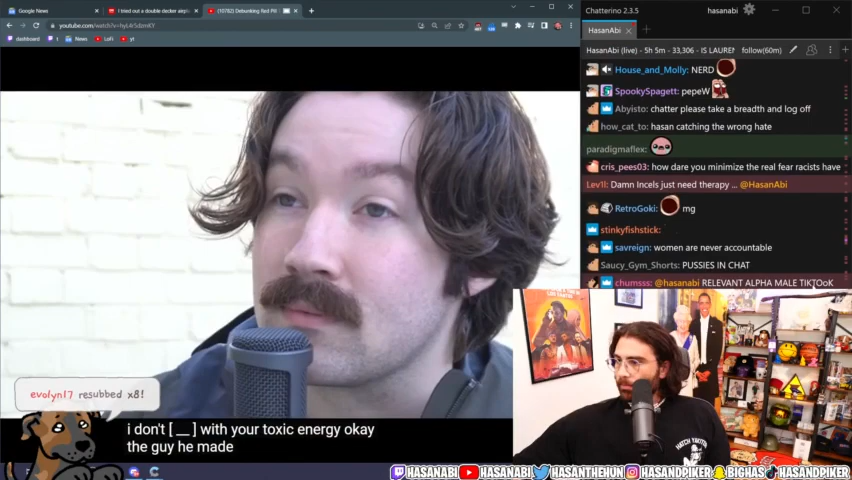 Google News
I tried out a double decker airpl
(10782) Debunking Red Pill
youtube.com/watch?v=hyL4r5dzmKY
dashboard
t
News
LoFi
yt
Chatterino 2.3.5
hasanabi
HasanAbi
HasanAbi (live) - 5h 5m - 33,306 - IS LAUREN
follow(60m)
House_and_Molly: NERD
SpookySpagett: pepeW
Abyisto: chatter please take a breadth and log off
how_cat_to: hasan catching the wrong hate
paradigmaflex:
cris_pees03: how dare you minimize the real fear racists have
Lev1l: Damn Incels just need therapy ... @HasanAbi
RetroGoki: mg
stinkyfishstick:
savreign: women are never accountable
Saucy_Gym_Shorts: PUSSIES IN CHAT
chumsss: @hasanabi RELEVANT ALPHA MALE TIKTOoK
evolyn17 resubbed x8!
i don't [ __ ] with your toxic energy okay
the guy he made
HASANABI HASANABI HASANTHEHUN HASANDPIKER BIGHAS HASANDPIKER